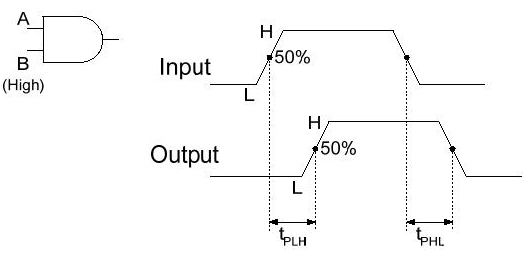 A
B
(High)
Input
H
50%
L
Output
H
50%
L
tPLH
tPHL